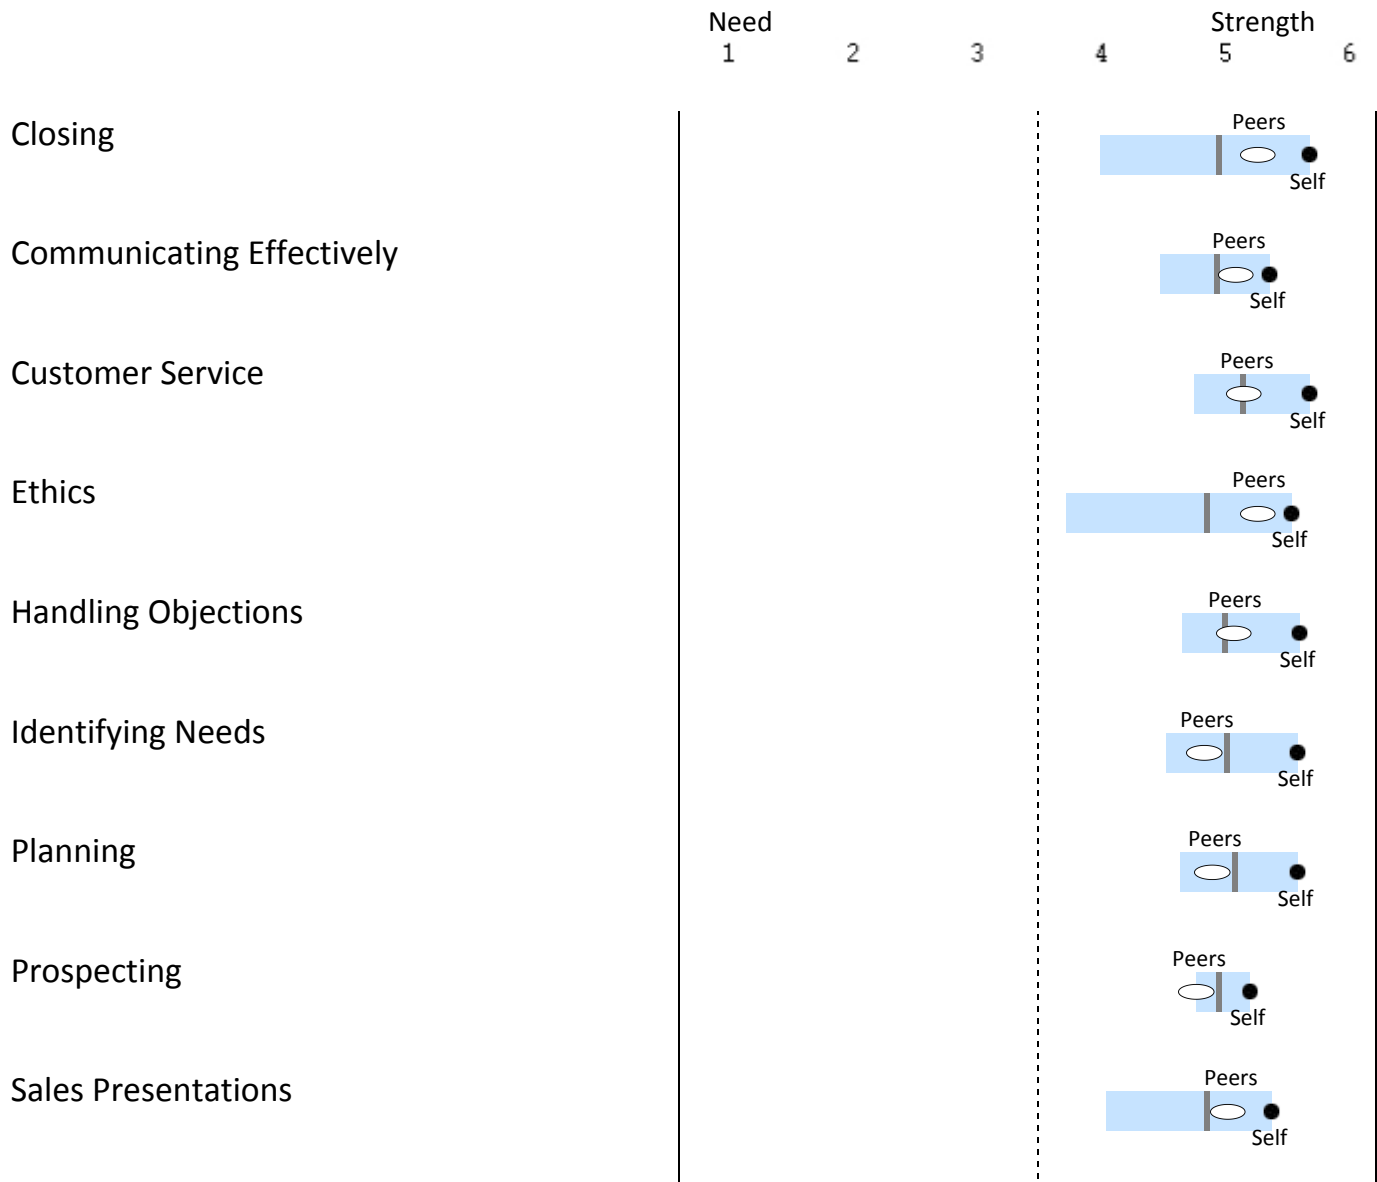 Need Strength
1 2 3 4 5 6
Peers
Closing
Self
Peers
Communicating Effectively
Self
Peers
Customer Service
Self
Peers
Ethics
Self
Peers
Handling Objections
Self
Peers
Identifying Needs
Self
Peers
Planning
Self
Peers
Prospecting
Self
Peers
Sales Presentations
Self